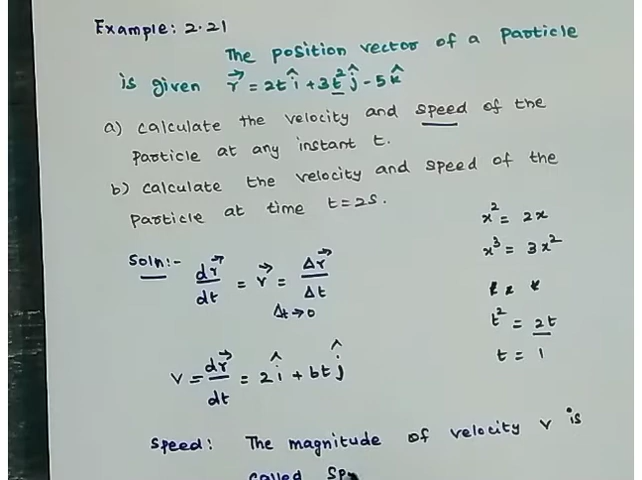 Example: 2.21
The position vector of a particle
is given r⃗ = 2t î + 3t² ĵ - 5 k̂
a) calculate the velocity and speed of the
particle at any instant t.
b) calculate the velocity and speed of the
particle at time t=2s.
x² = 2x
x³ = 3x²
t² = 2t
t = 1
Soln:- dr⃗/dt = v⃗ = Δr⃗/Δt
Δt→0
v = dr⃗/dt = 2 î + 6t ĵ
Speed: The magnitude of velocity v is
called Sp